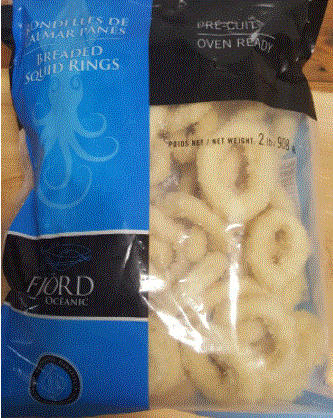 RONDELLES DE
CALMAR PANÉS
BREADED
SQUID RINGS
PRÉ-CUIT
OVEN READY
POIDS NET / NET WEIGHT: 2 lb/908 g
FJORD
OCEANIC